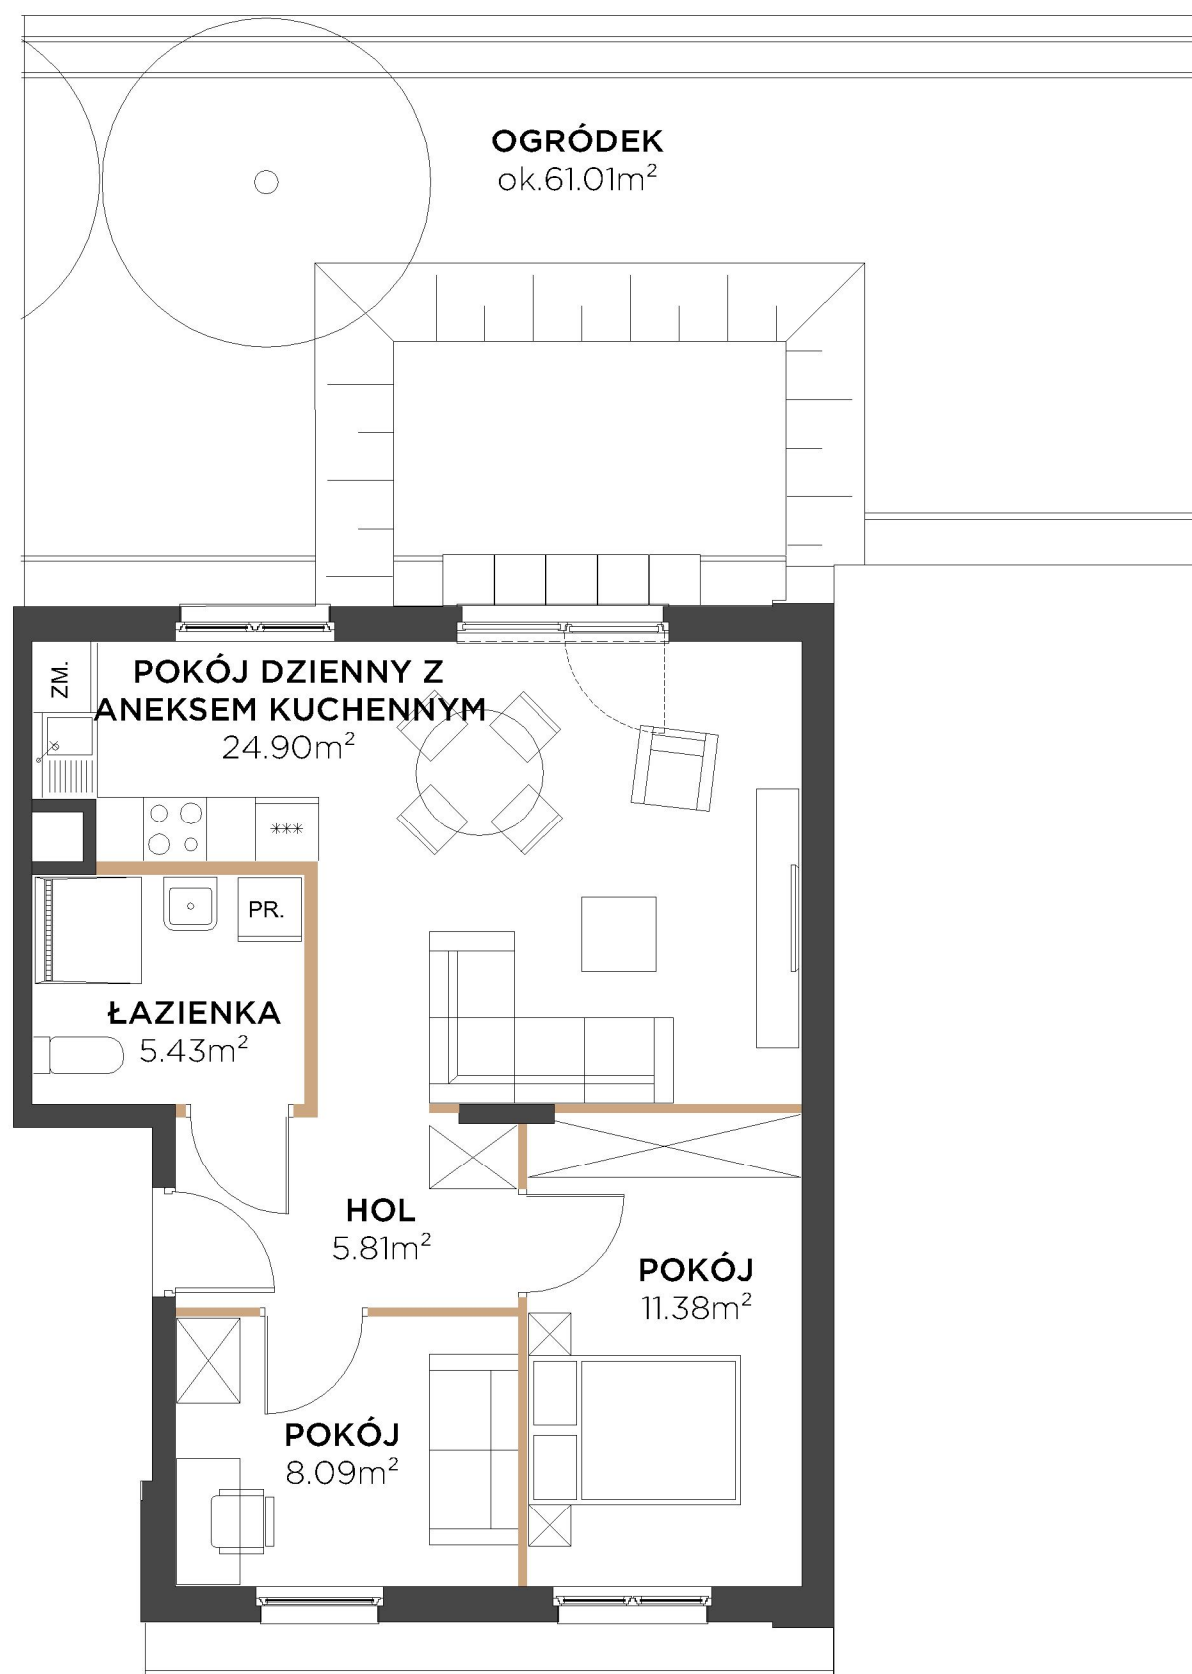 OGRÓDEK
ok.61.01m²
ZM.
POKÓJ DZIENNY Z
ANEKSEM KUCHENNYM
24.90m²
***
PR.
ŁAZIENKA
5.43m²
HOL
5.81m²
POKÓJ
11.38m²
POKÓJ
8.09m²